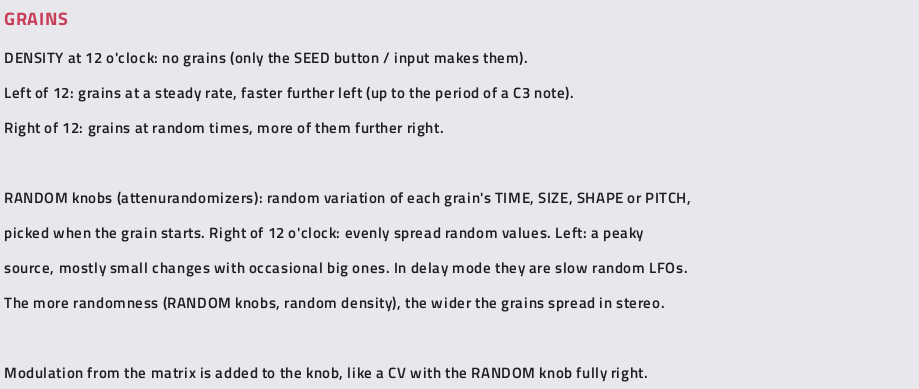 GRAINS
DENSITY at 12 o'clock: no grains (only the SEED button / input makes them).
Left of 12: grains at a steady rate, faster further left (up to the period of a C3 note).
Right of 12: grains at random times, more of them further right.
RANDOM knobs (attenurandomizers): random variation of each grain's TIME, SIZE, SHAPE or PITCH,
picked when the grain starts. Right of 12 o'clock: evenly spread random values. Left: a peaky
source, mostly small changes with occasional big ones. In delay mode they are slow random LFOs.
The more randomness (RANDOM knobs, random density), the wider the grains spread in stereo.
Modulation from the matrix is added to the knob, like a CV with the RANDOM knob fully right.